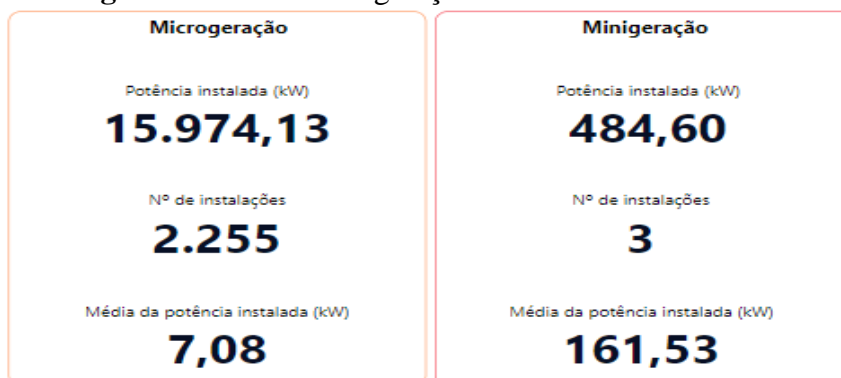 Microgeração
Potência instalada (kW)
15.974,13
Nº de instalações
2.255
Média da potência instalada (kW)
7,08
Minigeração
Potência instalada (kW)
484,60
Nº de instalações
3
Média da potência instalada (kW)
161,53